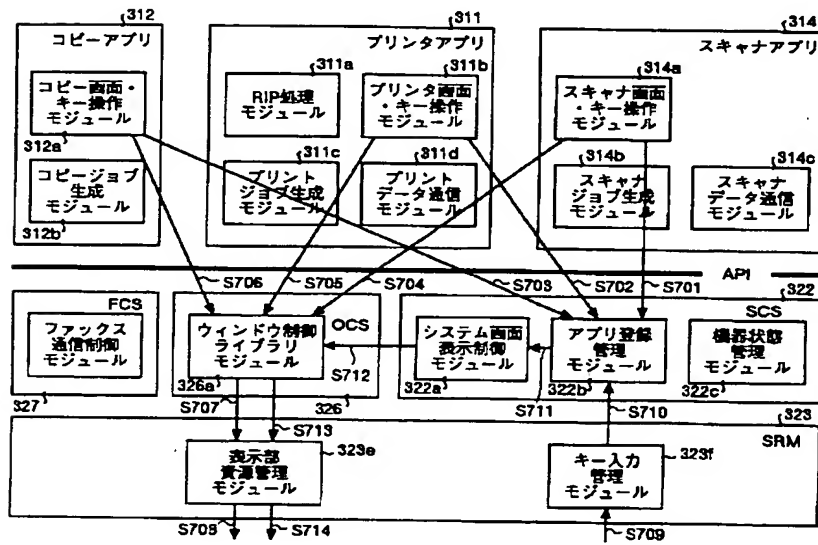 312
コピーアプリ
コピー画面・
キー操作
モジュール
312a
コピージョブ
生成
モジュール
312b
311
プリンタアプリ
311a
RIP処理
モジュール
311b
プリンタ画面
・キー操作
モジュール
311c
プリント
ジョブ生成
モジュール
311d
プリント
データ通信
モジュール
314
スキャナアプリ
314a
スキャナ画面
・キー操作
モジュール
314b
スキャナ
ジョブ生成
モジュール
314c
スキャナ
データ通信
モジュール
API
S706
S705
S704
S703
S702
S701
FCS
ファックス
通信制御
モジュール
327
OCS
ウィンドウ制御
ライブラリ
モジュール
326a
326
S712
322
SCS
システム画面
表示制御
モジュール
322a
アプリ登録
管理
モジュール
322b
機器状態
管理
モジュール
322c
S711
S710
S707
S713
323
SRM
表示部
資源管理
モジュール
323e
キー入力
管理
モジュール
323f
S708
S714
S709